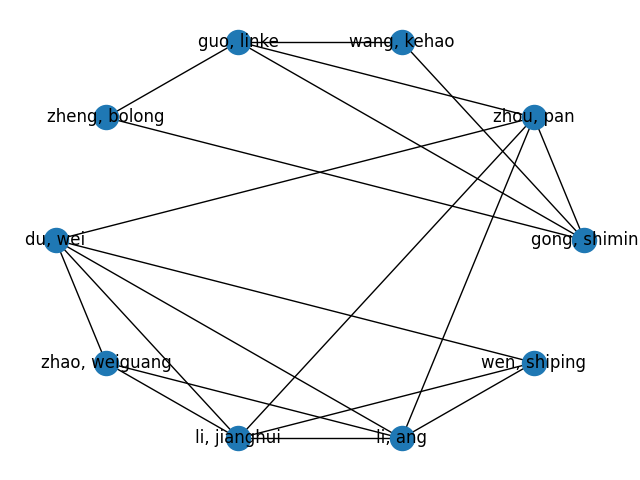 guo, linke
wang, kehao
zheng, bolong
zhou, pan
du, wei
gong, shimin
zhao, weiguang
wen, shiping
li, jianghui
li, ang